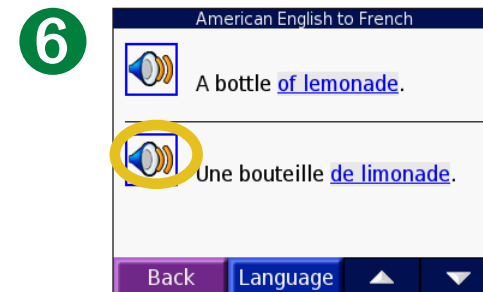 6
American English to French
A bottle of lemonade.
Une bouteille de limonade.
Back Language